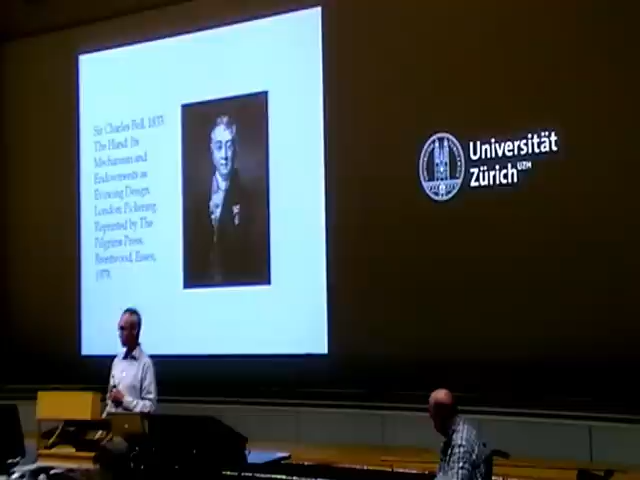 Sir Charles Bell, 1833.
The Hand: Its
Mechanism and
Endowments as
Evincing Design.
London: Pickering.
Reprinted by The
Pilgrims Press,
Brentwood, Essex,
1979.
Universität
Zürich UZH